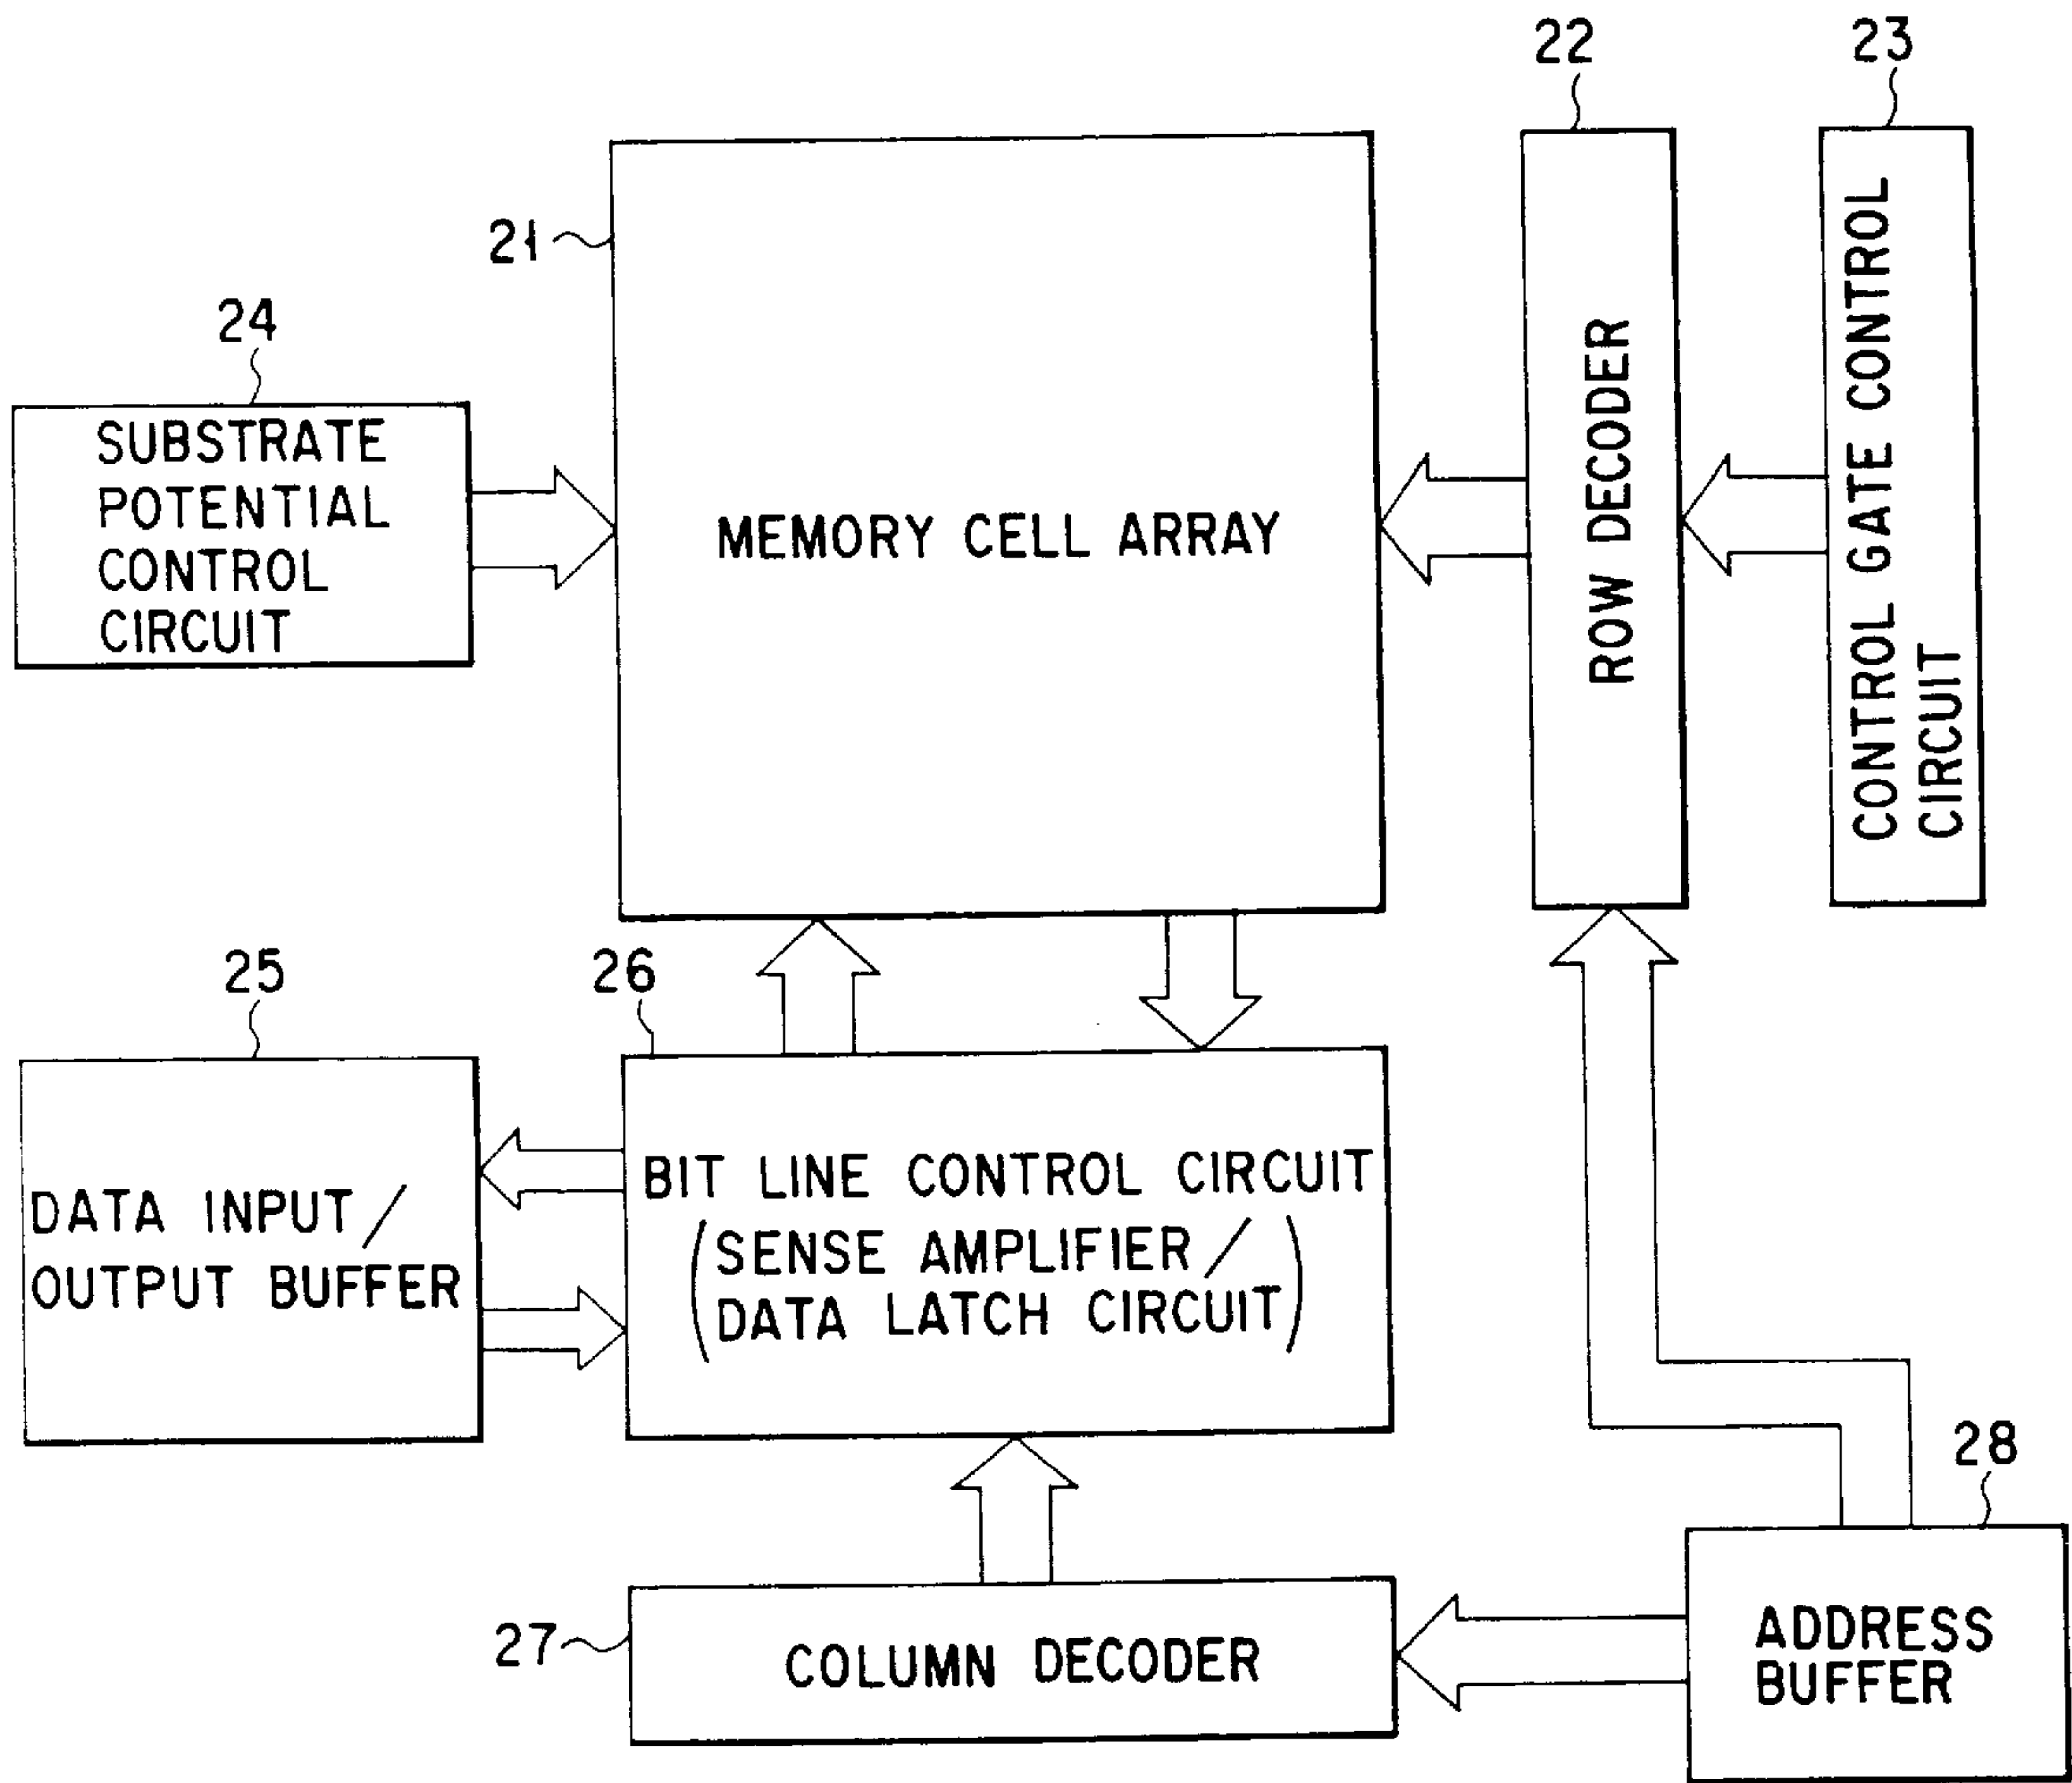 22
23
21
24
SUBSTRATE
POTENTIAL
CONTROL
CIRCUIT
MEMORY CELL ARRAY
ROW DECODER
CONTROL GATE CONTROL
CIRCUIT
25
26
DATA INPUT/
OUTPUT BUFFER
BIT LINE CONTROL CIRCUIT
(SENSE AMPLIFIER/
DATA LATCH CIRCUIT)
28
27
COLUMN DECODER
ADDRESS
BUFFER